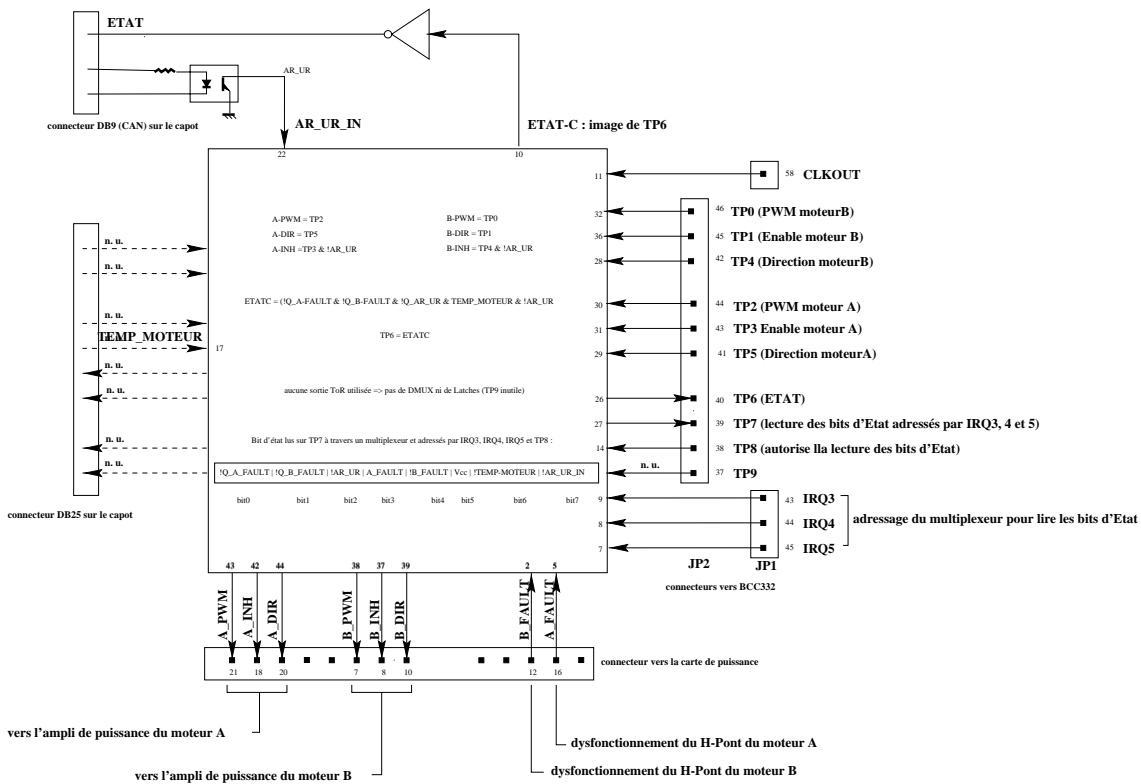 ETAT
AR_UR
connecteur DB9 (CAN) sur le capot
AR_UR_IN
ETAT-C : image de TP6
22
10
11
58
CLKOUT
A-PWM = TP2
B-PWM = TP0
A-DIR = TP5
B-DIR = TP1
A-INH =TP3 & !AR_UR
B-INH = TP4 & !AR_UR
32
46
TP0 (PWM moteurB)
36
45
TP1 (Enable moteur B)
28
42
TP4 (Direction moteurB)
n. u.
n. u.
ETATC = (!Q_A-FAULT & !Q_B-FAULT & !Q_AR_UR & TEMP_MOTEUR & !AR_UR
30
44
TP2 (PWM moteur A)
n. u.
TEMP_MOTEUR
17
TP6 = ETATC
31
43
TP3 Enable moteur A)
29
41
TP5 (Direction moteurA)
n. u.
n. u.
aucune sortie ToR utilisée => pas de DMUX ni de Latches (TP9 inutile)
26
40
TP6 (ETAT)
27
39
TP7 (lecture des bits d'Etat adressés par IRQ3, 4 et 5)
n. u.
Bit d'état lus sur TP7 à travers un multiplexeur et adressés par IRQ3, IRQ4, IRQ5 et TP8 :
14
38
TP8 (autorise lla lecture des bits d'Etat)
n. u.
!Q_A_FAULT | !Q_B_FAULT | !AR_UR | A_FAULT | !B_FAULT | Vcc | !TEMP-MOTEUR | !AR_UR_IN
n. u.
37
TP9
bit0 bit1 bit2 bit3 bit4 bit5 bit6 bit7
9
43
IRQ3
connecteur DB25 sur le capot
8
44
IRQ4
adressage du multiplexeur pour lire les bits d'Etat
7
45
IRQ5
JP2
JP1
connecteurs vers BCC332
43 42 44 38 37 39 2 5
A_PWM
A_INH
A_DIR
B_PWM
B_INH
B_DIR
B_FAULT
A_FAULT
connecteur vers la carte de puissance
21 18 20 7 8 10 12 16
vers l'ampli de puissance du moteur A
dysfonctionnement du H-Pont du moteur A
vers l'ampli de puissance du moteur B
dysfonctionnement du H-Pont du moteur B